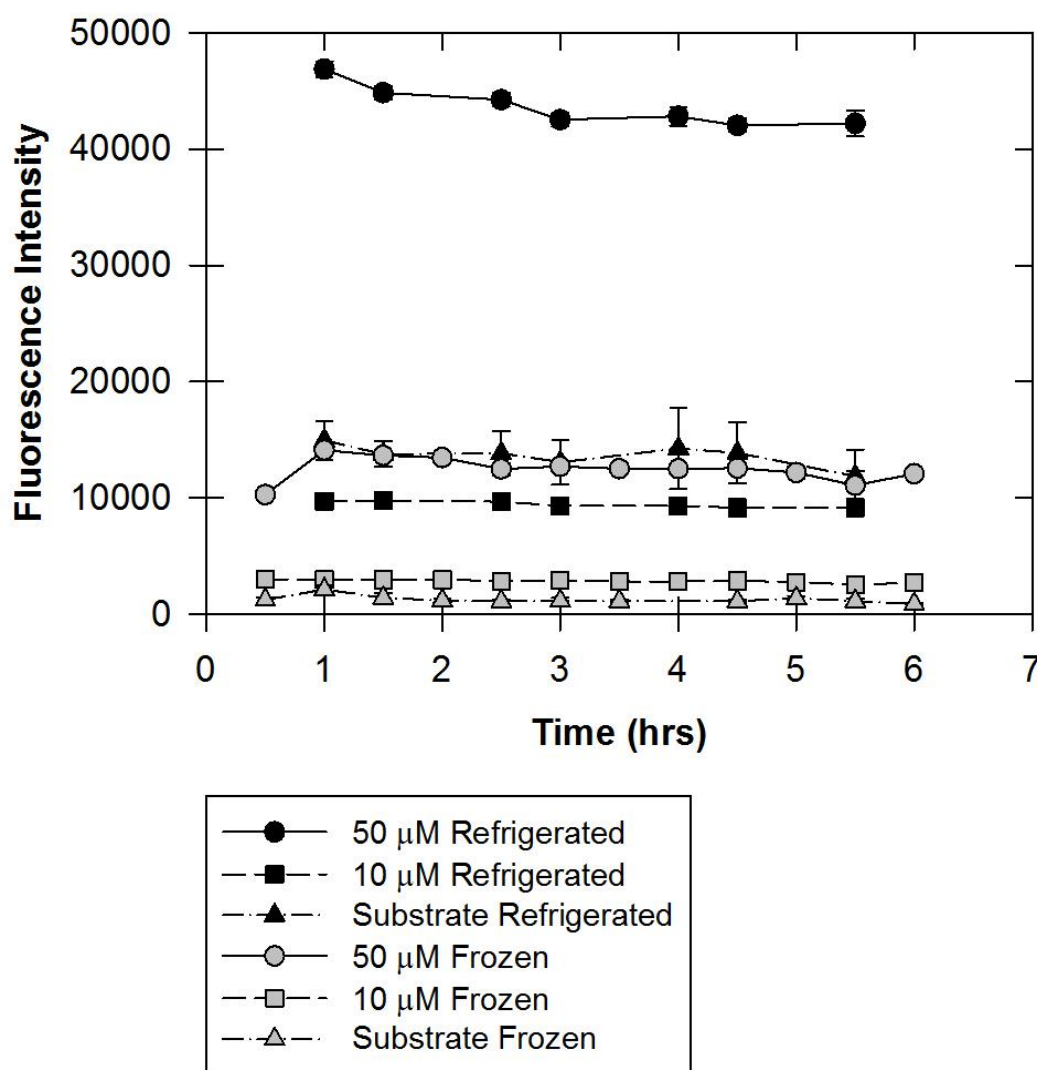 50000
40000
30000
20000
10000
0
Fluorescence Intensity
0 1 2 3 4 5 6 7
Time (hrs)
50 μM Refrigerated
10 μM Refrigerated
Substrate Refrigerated
50 μM Frozen
10 μM Frozen
Substrate Frozen